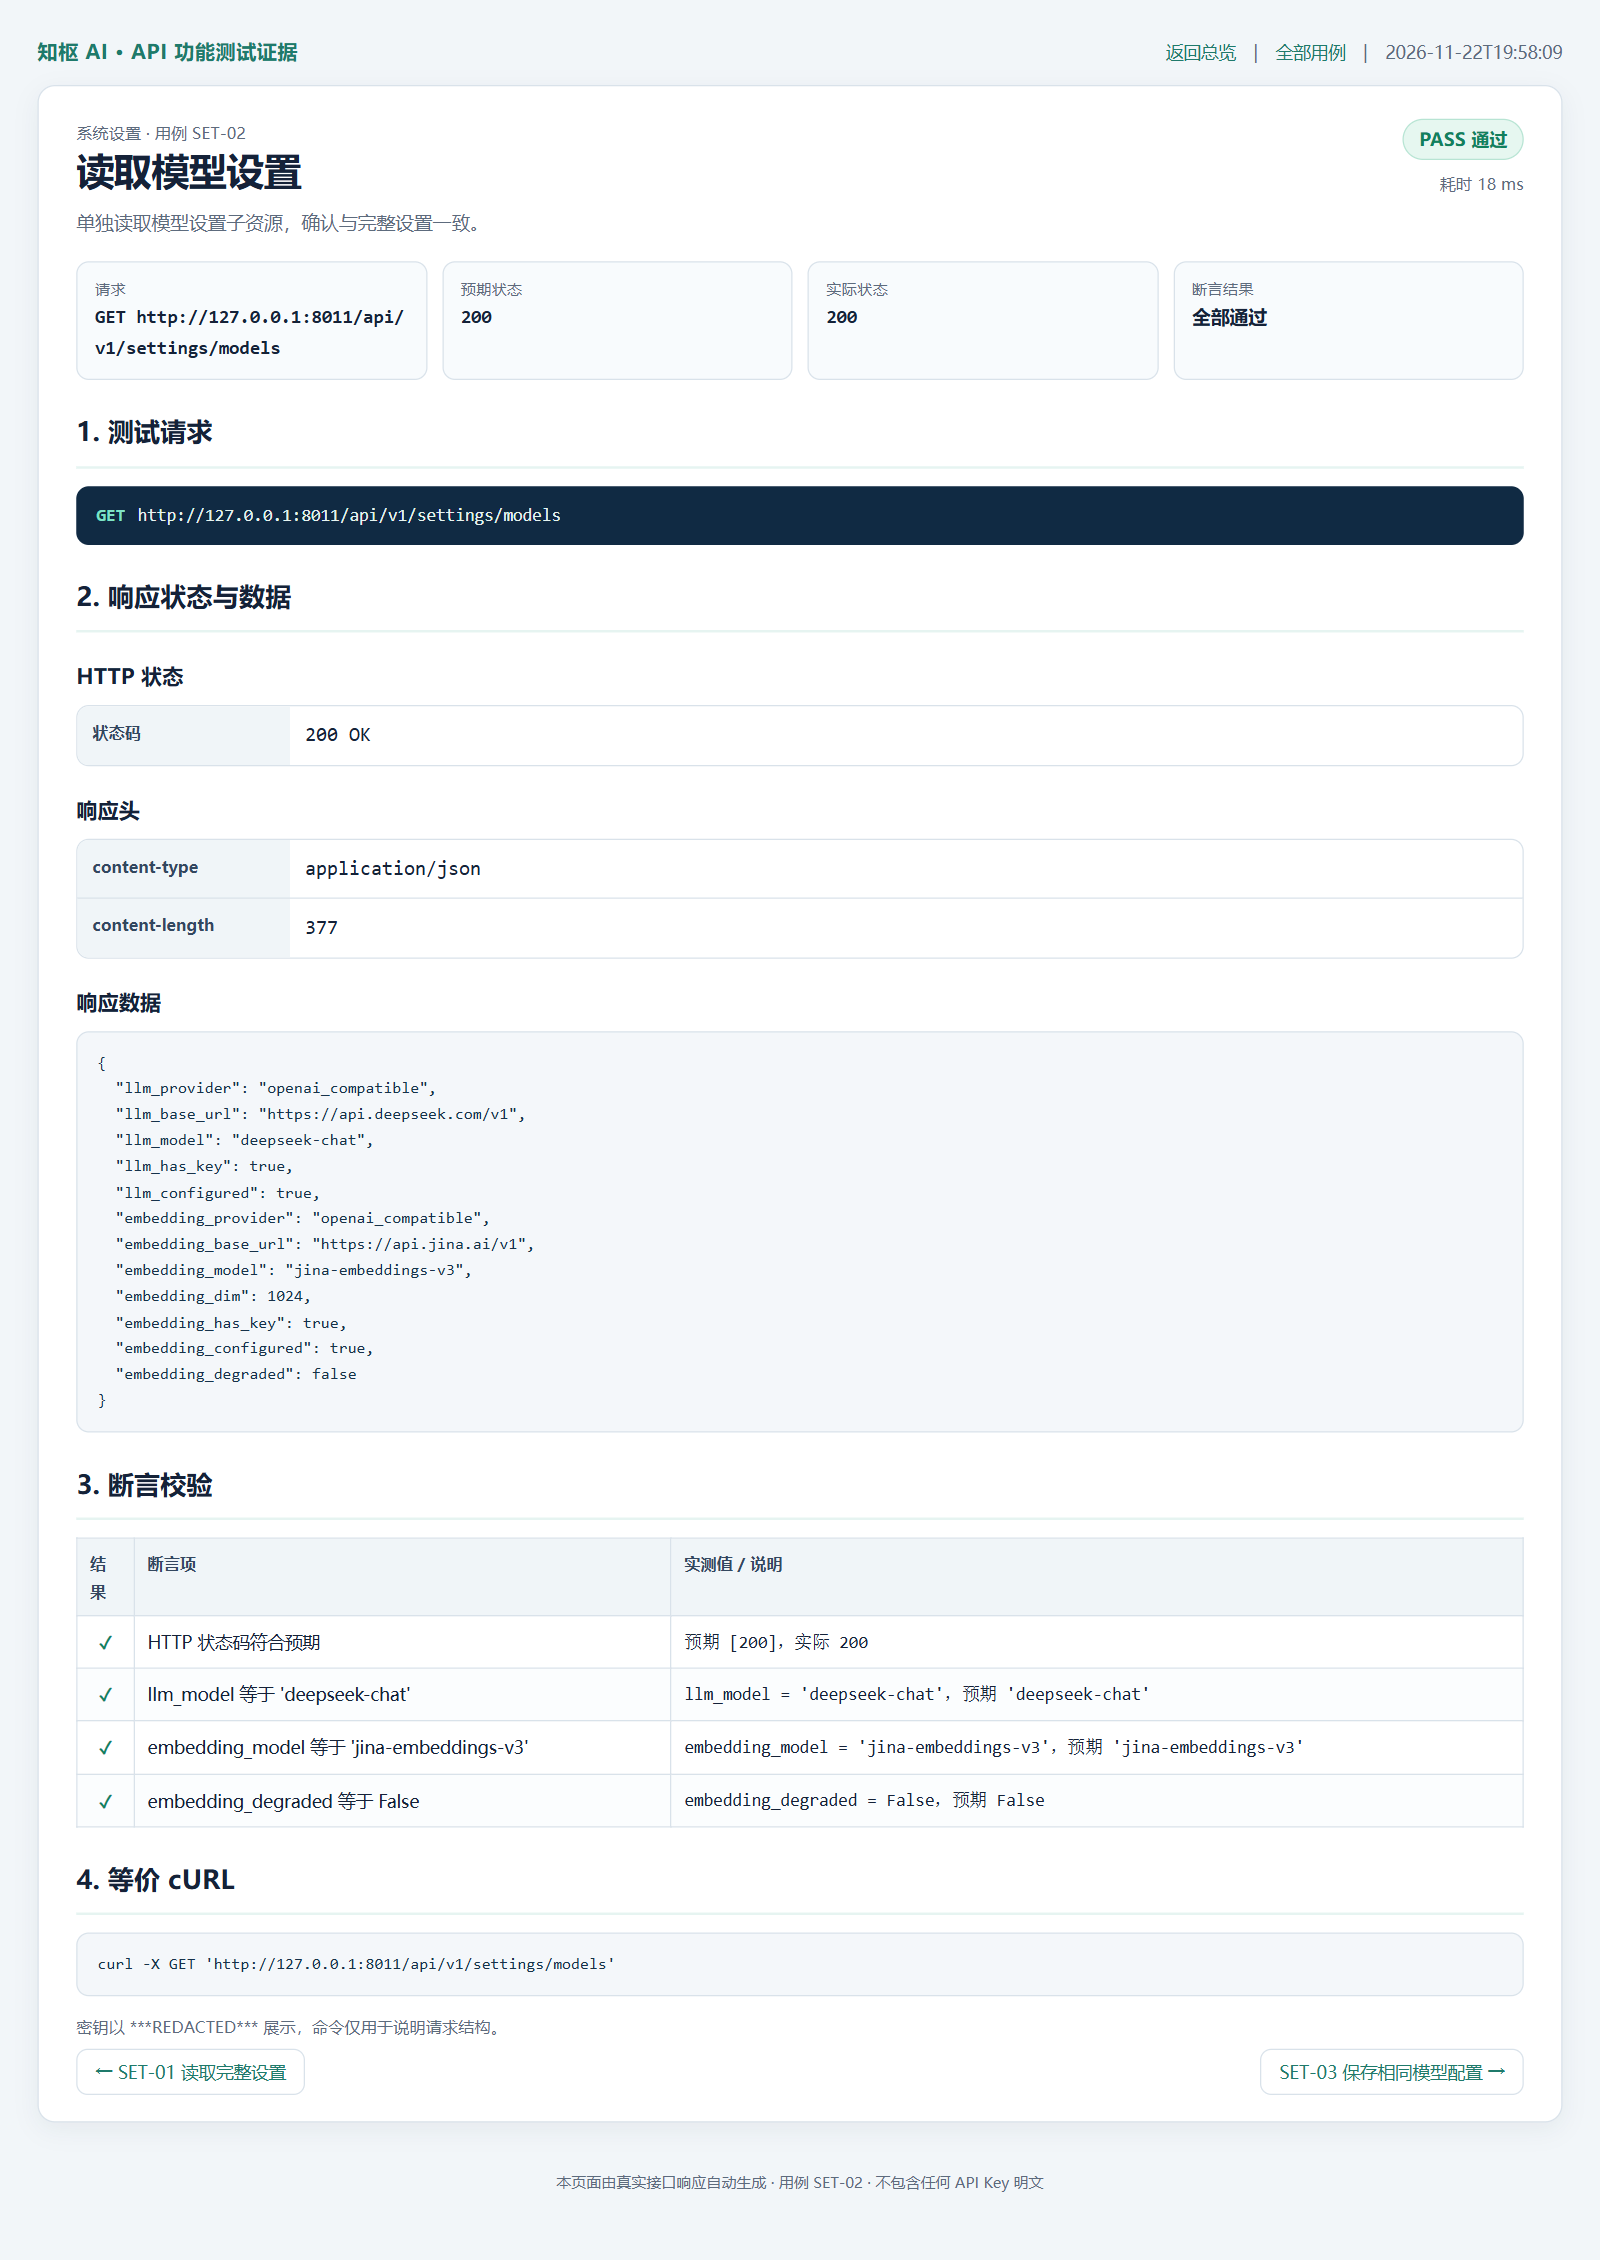 知枢 AI • API 功能测试证据
返回总览 | 全部用例 | 2026-11-22T19:58:09
系统设置 · 用例 SET-02
PASS 通过
读取模型设置
耗时 18 ms
单独读取模型设置子资源，确认与完整设置一致。
请求
GET http://127.0.0.1:8011/api/
v1/settings/models
预期状态
200
实际状态
200
断言结果
全部通过
1. 测试请求
GET http://127.0.0.1:8011/api/v1/settings/models
2. 响应状态与数据
HTTP 状态
状态码 200 OK
响应头
content-type application/json
content-length 377
响应数据
{
"llm_provider": "openai_compatible",
"llm_base_url": "https://api.deepseek.com/v1",
"llm_model": "deepseek-chat",
"llm_has_key": true,
"llm_configured": true,
"embedding_provider": "openai_compatible",
"embedding_base_url": "https://api.jina.ai/v1",
"embedding_model": "jina-embeddings-v3",
"embedding_dim": 1024,
"embedding_has_key": true,
"embedding_configured": true,
"embedding_degraded": false
}
3. 断言校验
结果 断言项 实测值 / 说明
✓ HTTP 状态码符合预期 预期 [200]，实际 200
✓ llm_model 等于 'deepseek-chat' llm_model = 'deepseek-chat'，预期 'deepseek-chat'
✓ embedding_model 等于 'jina-embeddings-v3' embedding_model = 'jina-embeddings-v3'，预期 'jina-embeddings-v3'
✓ embedding_degraded 等于 False embedding_degraded = False，预期 False
4. 等价 cURL
curl -X GET 'http://127.0.0.1:8011/api/v1/settings/models'
密钥以 ***REDACTED*** 展示，命令仅用于说明请求结构。
← SET-01 读取完整设置
SET-03 保存相同模型配置 →
本页面由真实接口响应自动生成 · 用例 SET-02 · 不包含任何 API Key 明文